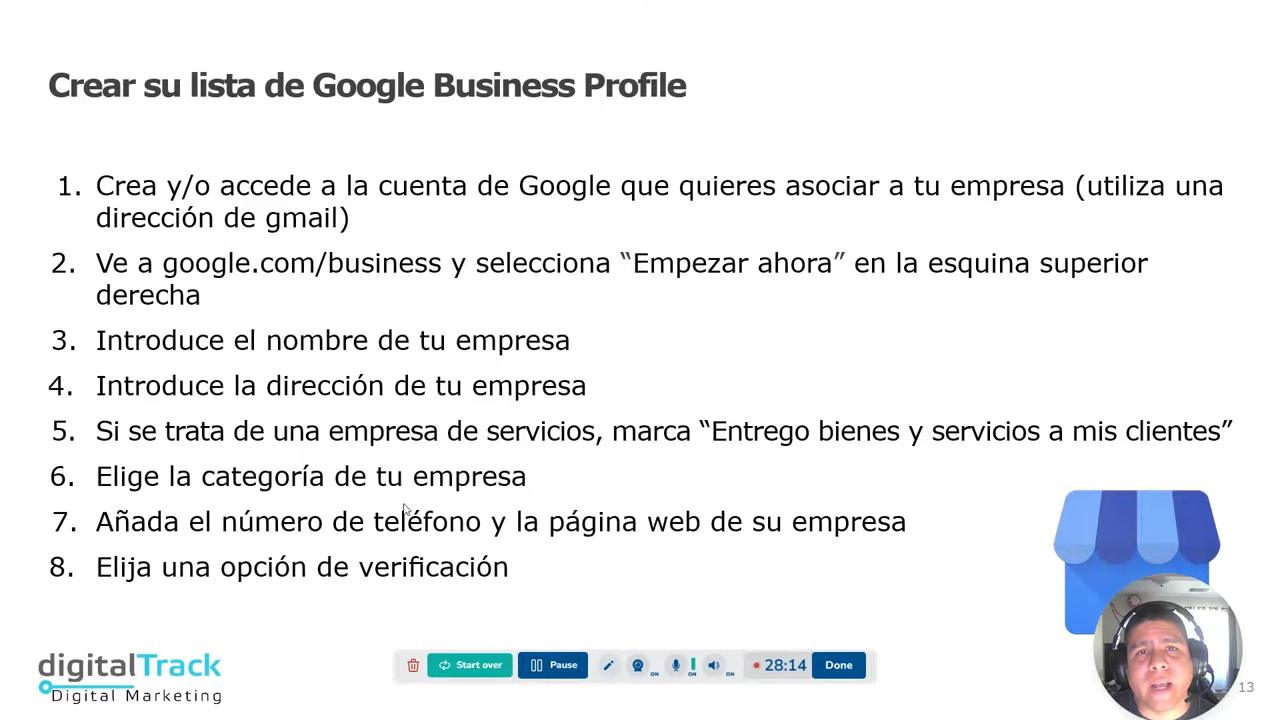 Crear su lista de Google Business Profile
1. Crea y/o accede a la cuenta de Google que quieres asociar a tu empresa (utiliza una
dirección de gmail)
2. Ve a google.com/business y selecciona “Empezar ahora” en la esquina superior
derecha
3. Introduce el nombre de tu empresa
4. Introduce la dirección de tu empresa
5. Si se trata de una empresa de servicios, marca “Entrego bienes y servicios a mis clientes”
6. Elige la categoría de tu empresa
7. Añada el número de teléfono y la página web de su empresa
8. Elija una opción de verificación
digitalTrack
Digital Marketing
Start over
Pause
ON
ON
ON
28:14
Done
13